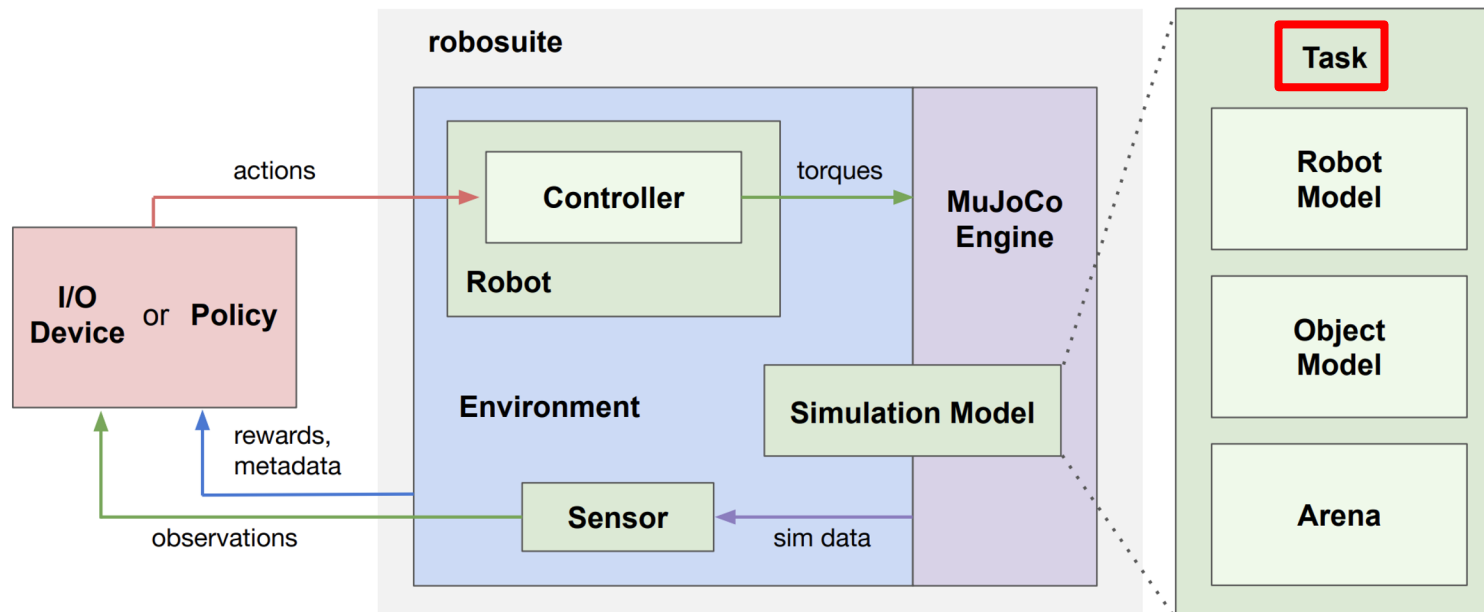 robosuite
Task
actions
Controller
torques
MuJoCo
Engine
Robot
Robot
Model
I/O
Device
or
Policy
Environment
Simulation Model
Object
Model
rewards,
metadata
Sensor
observations
sim data
Arena